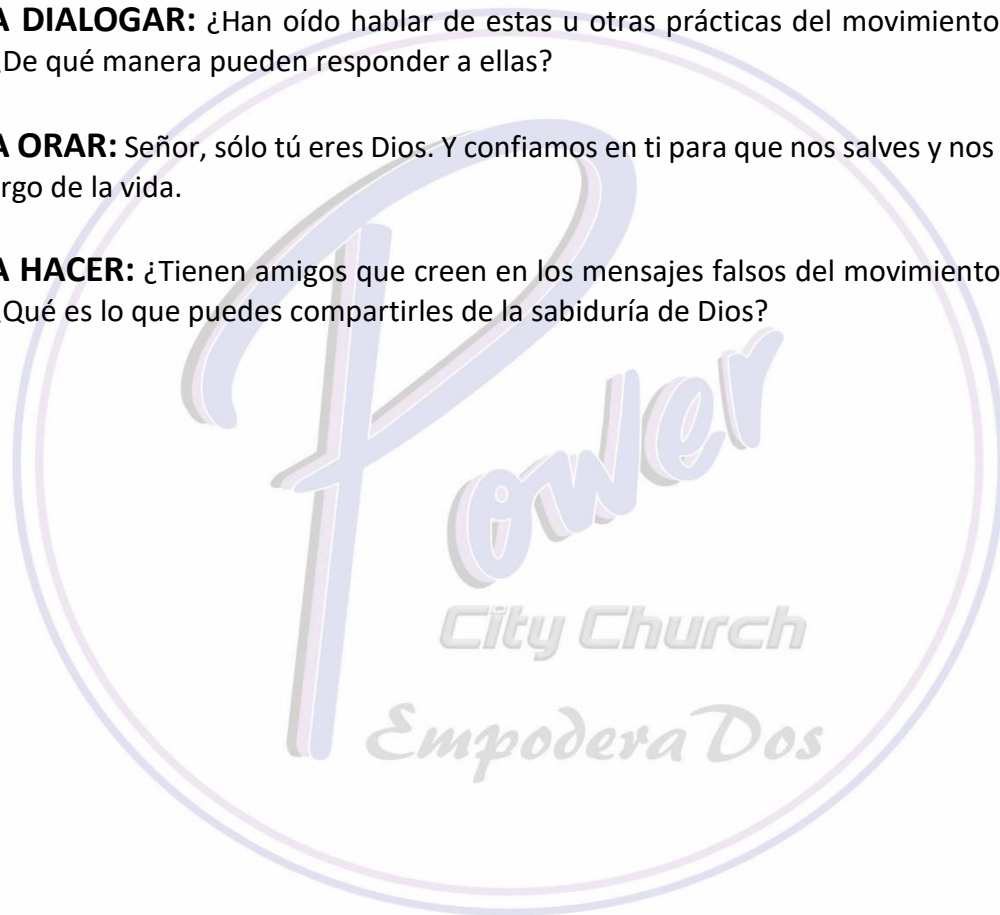 A DIALOGAR: ¿Han oído hablar de estas u otras prácticas del movimiento
¿De qué manera pueden responder a ellas?
A ORAR: Señor, sólo tú eres Dios. Y confiamos en ti para que nos salves y nos
rgo de la vida.
A HACER: ¿Tienen amigos que creen en los mensajes falsos del movimiento
¿Qué es lo que puedes compartirles de la sabiduría de Dios?
Power
City Church
EmpoderaDos